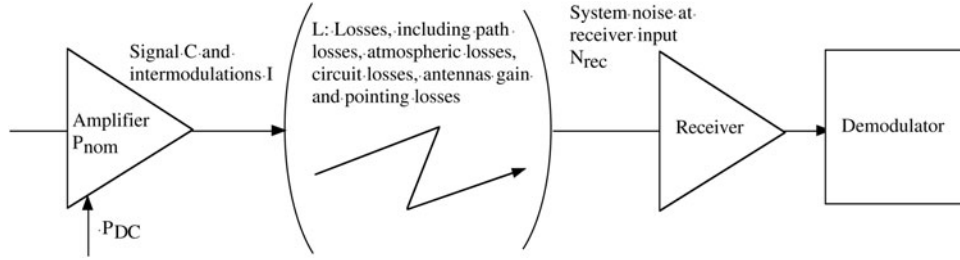 Signal C and
intermodulations I
L: Losses, including path
losses, atmospheric losses,
circuit losses, antennas gain
and pointing losses
System noise at
receiver input
Nrec
Amplifier
Pnom
Receiver
Demodulator
PDC